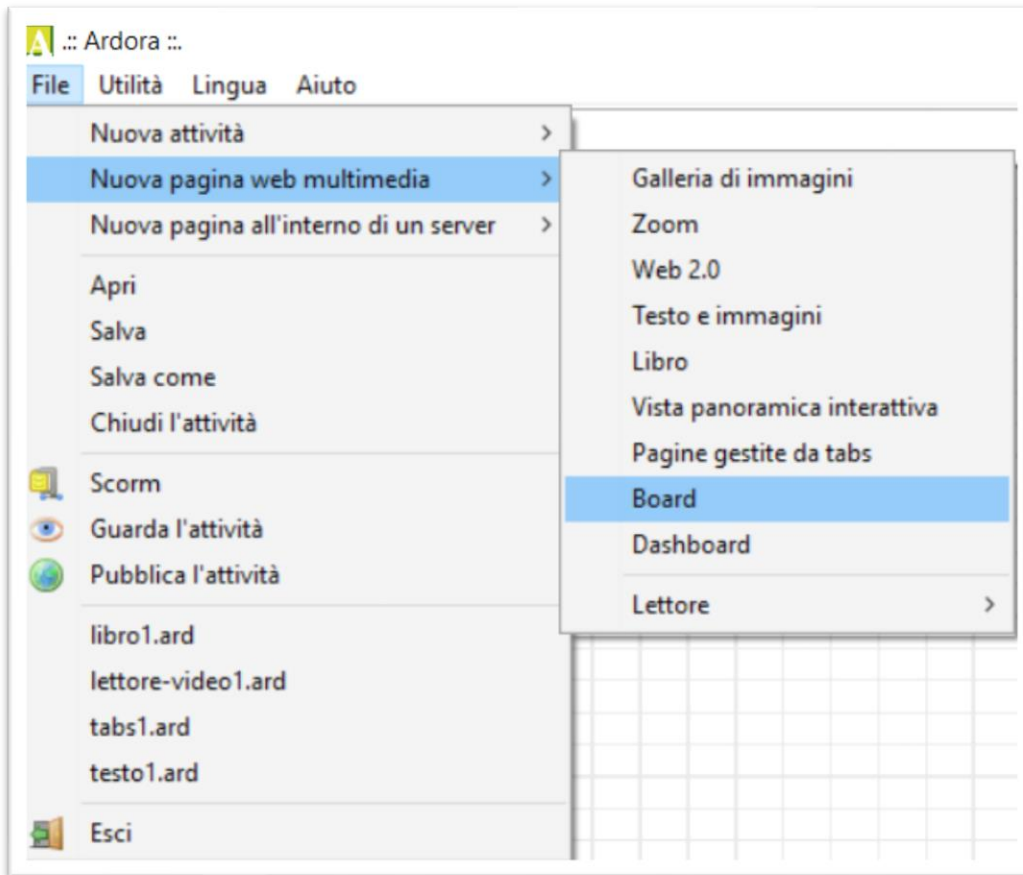 .:: Ardora ::.
File Utilità Lingua Aiuto
Nuova attività
Nuova pagina web multimedia
Nuova pagina all'interno di un server
Apri
Salva
Salva come
Chiudi l'attività
Scorm
Guarda l'attività
Pubblica l'attività
libro1.ard
lettore-video1.ard
tabs1.ard
testo1.ard
Esci
Galleria di immagini
Zoom
Web 2.0
Testo e immagini
Libro
Vista panoramica interattiva
Pagine gestite da tabs
Board
Dashboard
Lettore